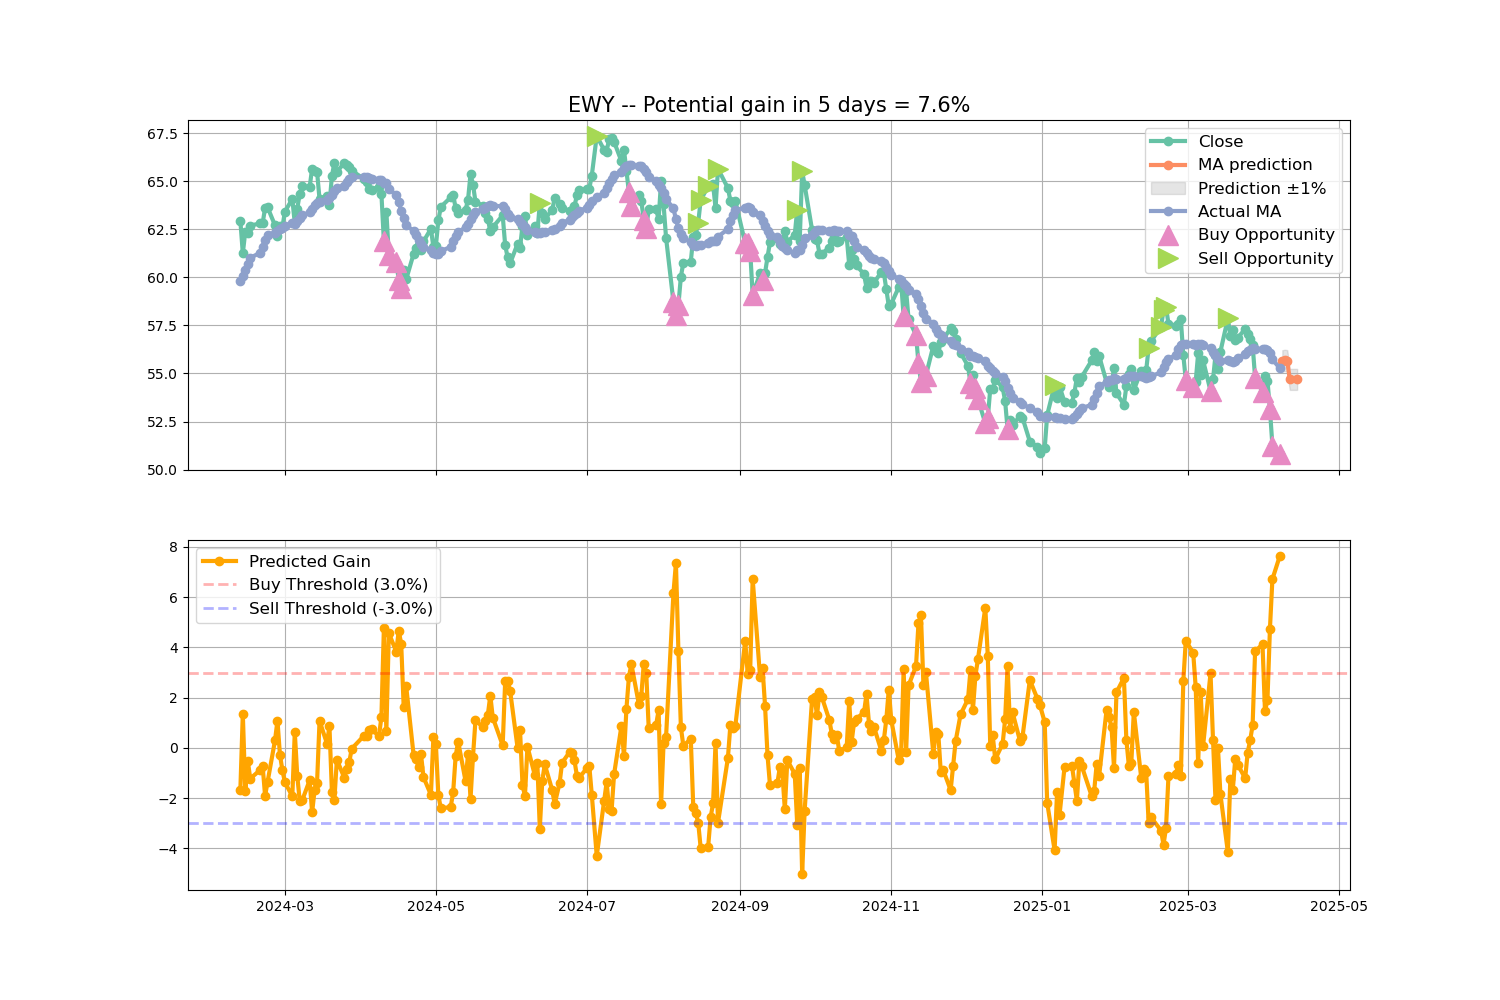 EWY -- Potential gain in 5 days = 7.6%
67.5
65.0
62.5
60.0
57.5
55.0
52.5
50.0
Close
MA prediction
Prediction ±1%
Actual MA
Buy Opportunity
Sell Opportunity
8
6
4
2
0
−2
−4
Predicted Gain
Buy Threshold (3.0%)
Sell Threshold (-3.0%)
2024-03 2024-05 2024-07 2024-09 2024-11 2025-01 2025-03 2025-05